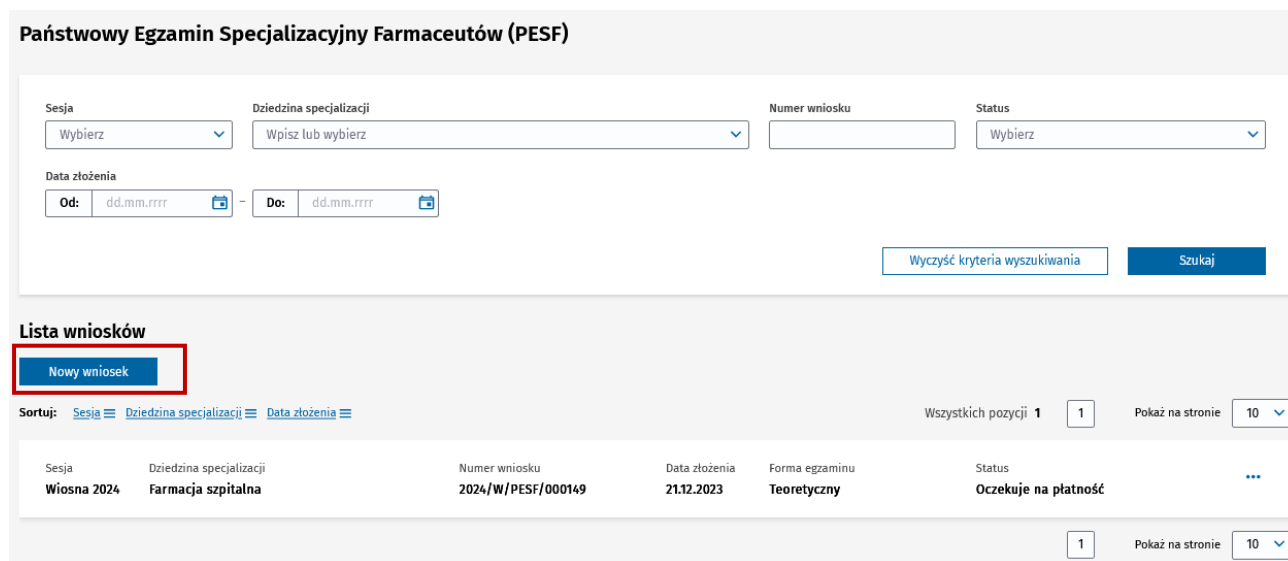 Państwowy Egzamin Specjalizacyjny Farmaceutów (PESF)
Sesja Dziedzina specjalizacji Numer wniosku Status
Wybierz Wpisz lub wybierz Wybierz
Data złożenia
Od: dd.mm.rrrr – Do: dd.mm.rrrr
Wyczyść kryteria wyszukiwania Szukaj
Lista wniosków
Nowy wniosek
Sortuj: Sesja Dziedzina specjalizacji Data złożenia Wszystkich pozycji 1 1 Pokaż na stronie 10
Sesja Dziedzina specjalizacji Numer wniosku Data złożenia Forma egzaminu Status
Wiosna 2024 Farmacja szpitalna 2024/W/PESF/000149 21.12.2023 Teoretyczny Oczekuje na płatność
1 Pokaż na stronie 10